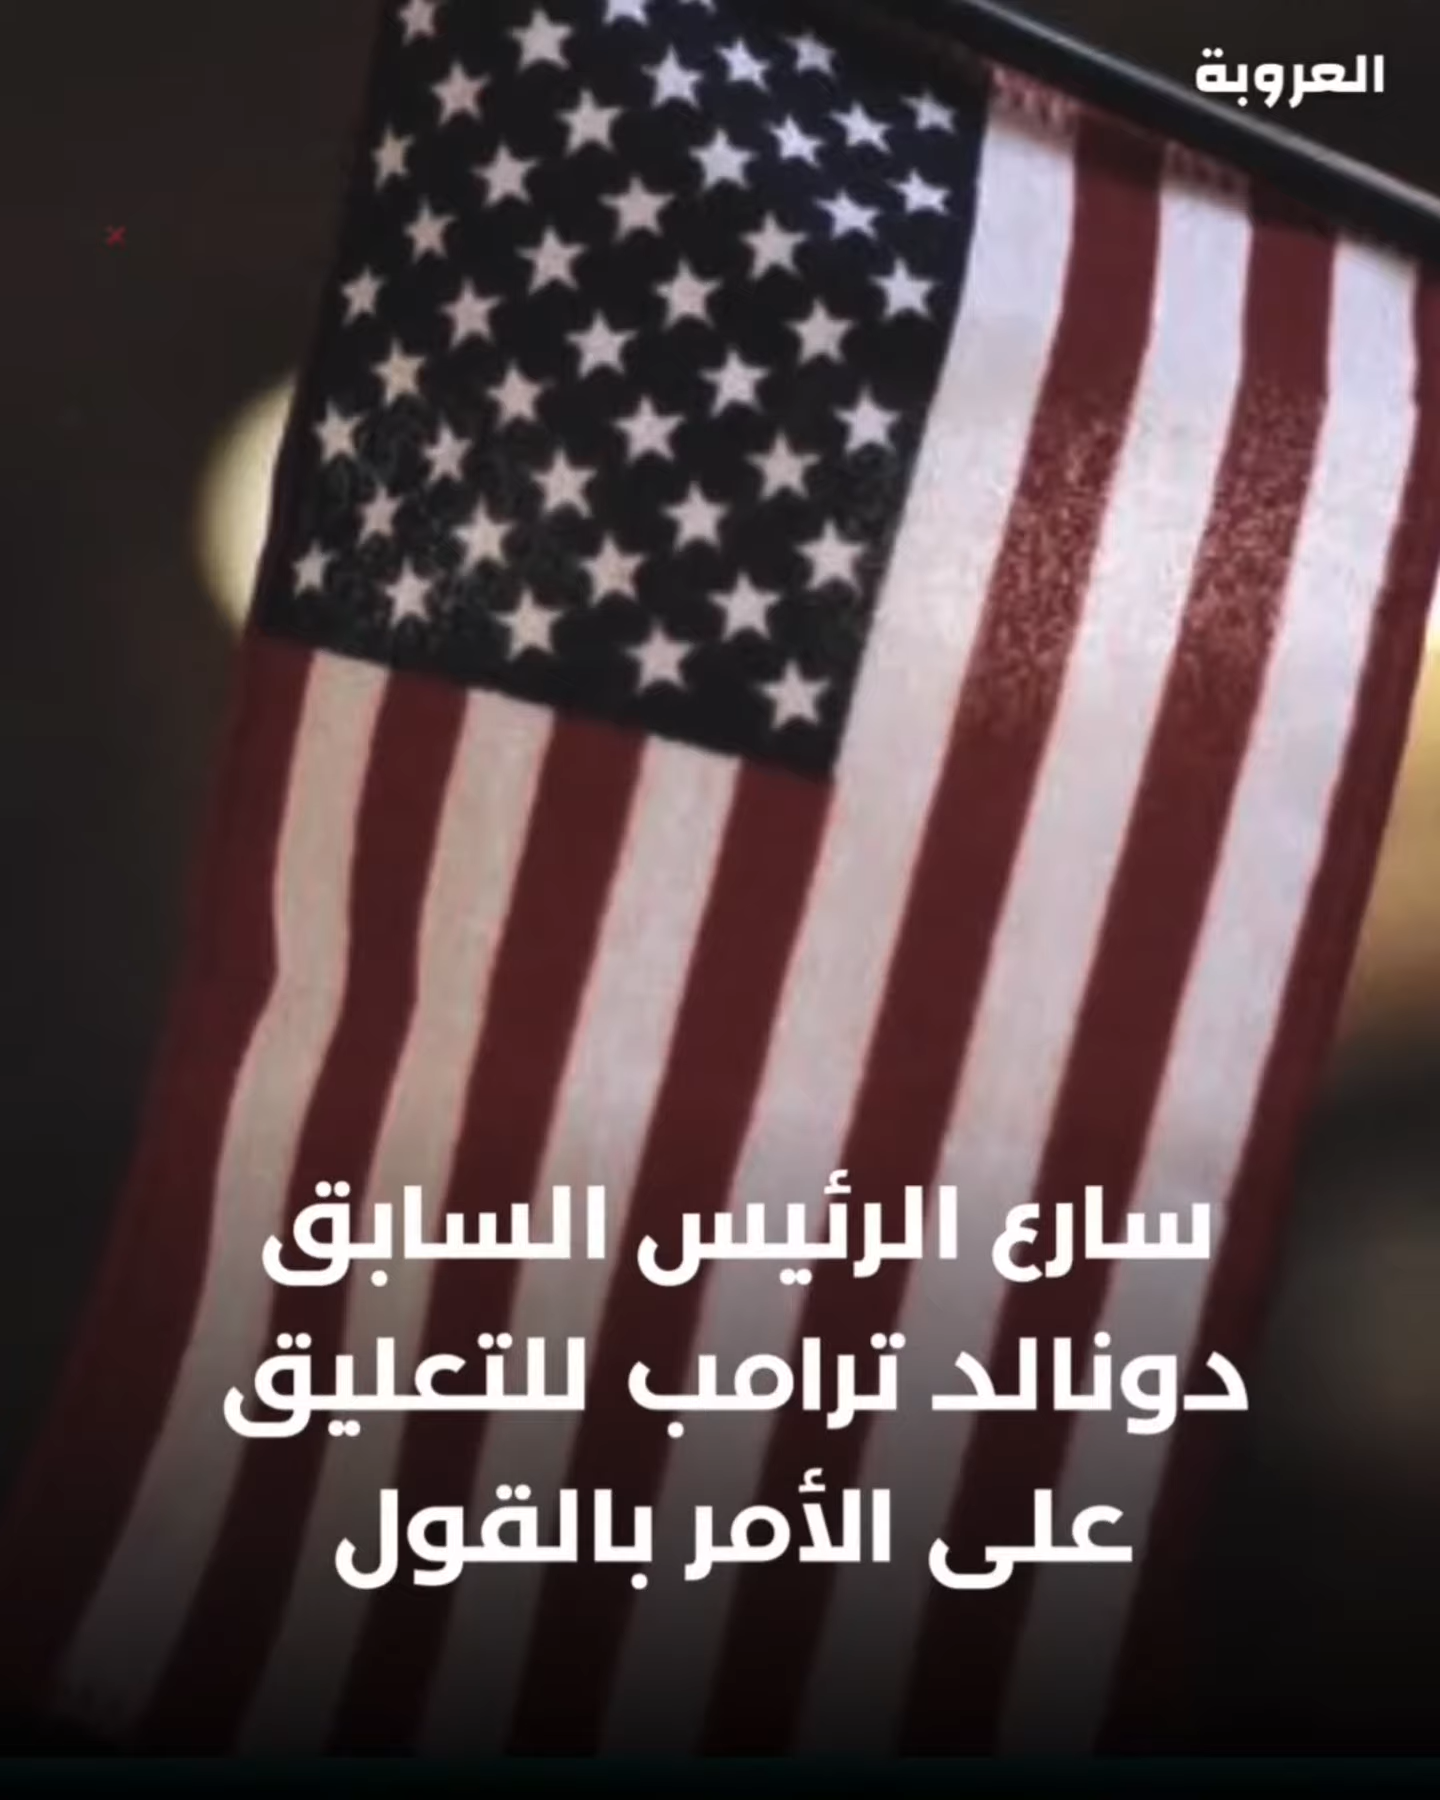 العروبة
سارع الرئيس السابق
دونالد ترامب للتعليق
على الأمر بالقول